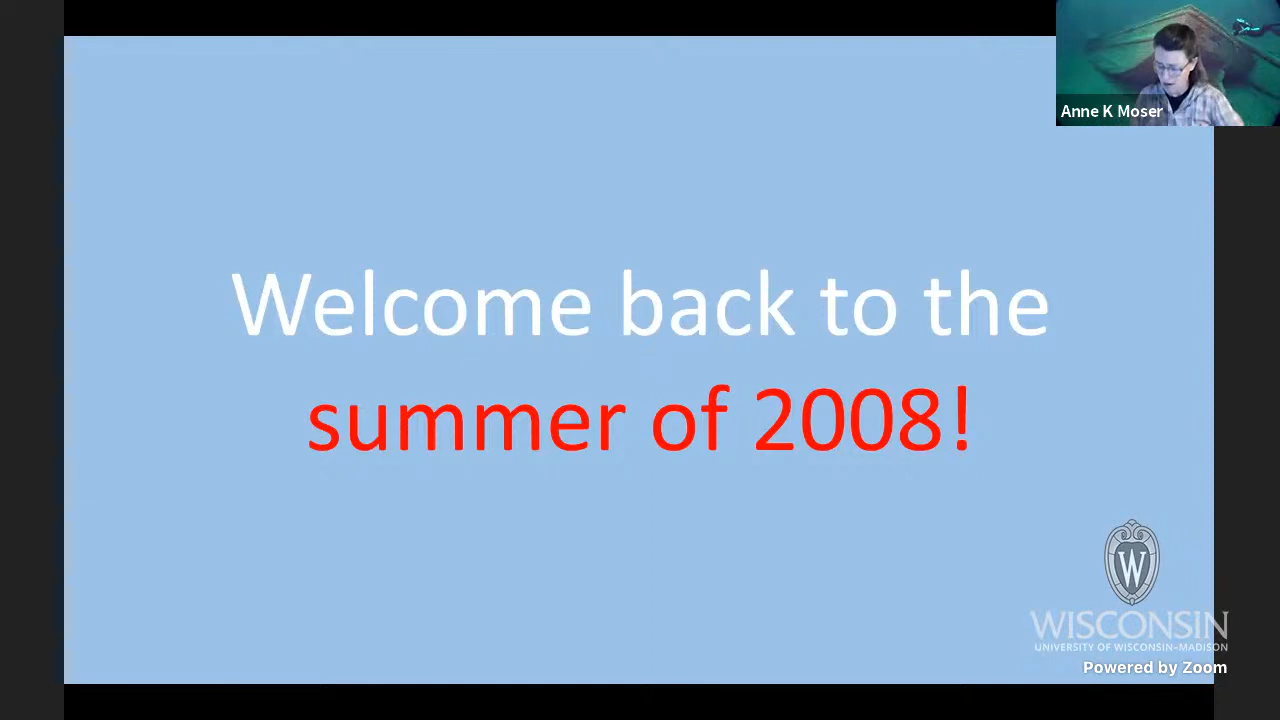 Anne K Moser
Welcome back to the
summer of 2008!
W
WISCONSIN
UNIVERSITY OF WISCONSIN–MADISON
Powered by Zoom